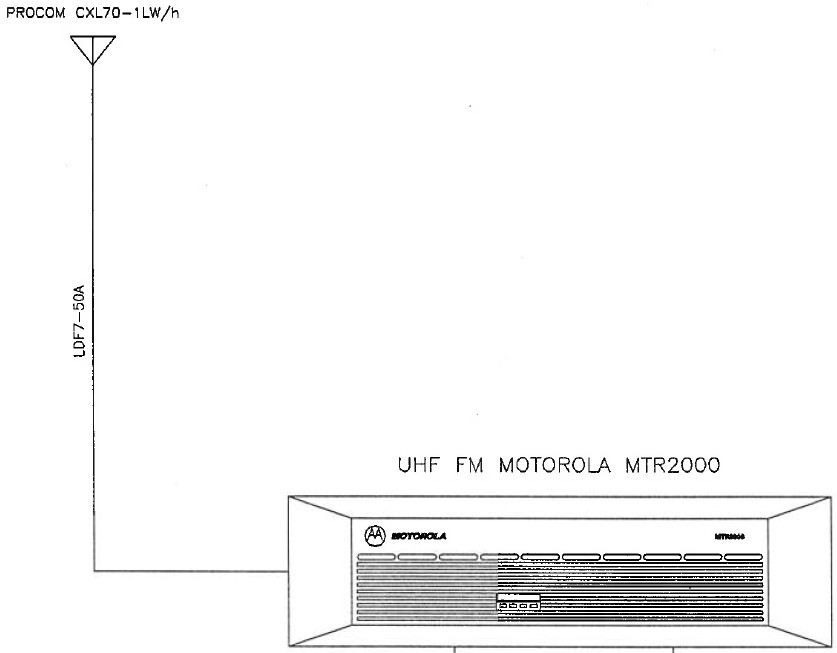 PROCOM CXL70-1LW/h
LDF7-50A
UHF FM MOTOROLA MTR2000
MOTOROLA